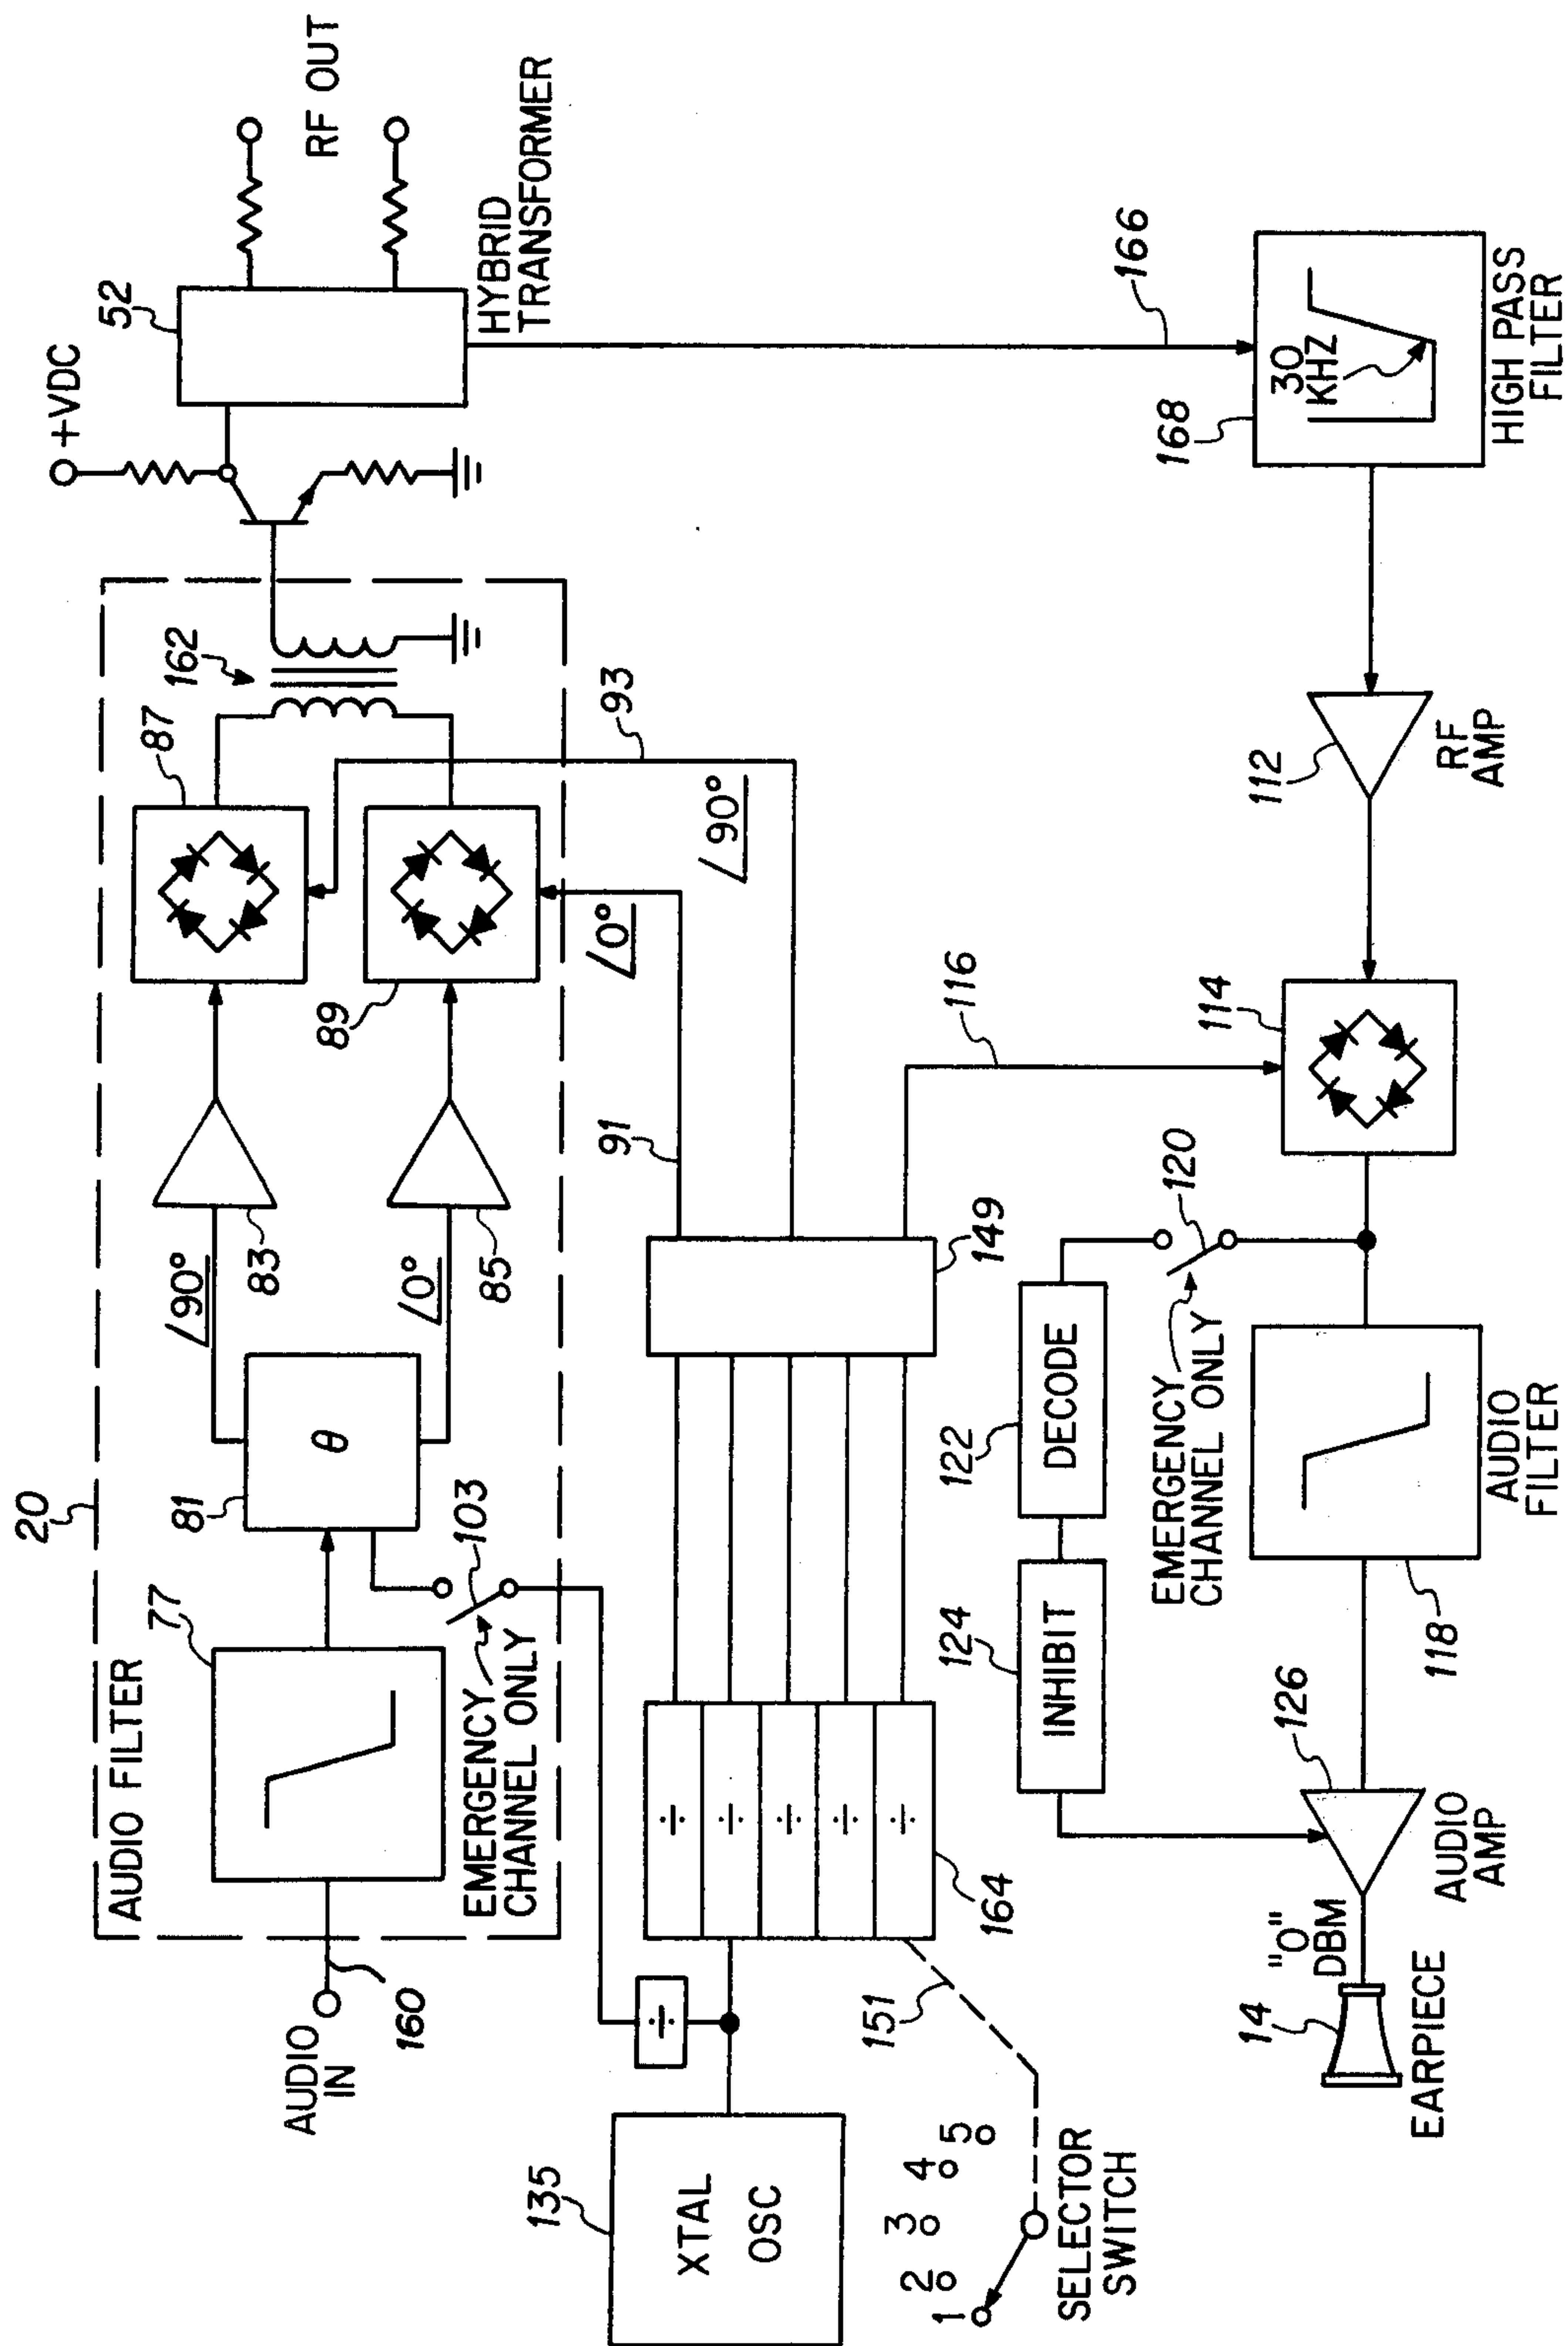 20
AUDIO FILTER
77
AUDIO
IN
160
81
θ
∠90°
∠0°
83
85
87
89
162
+VDC
52
HYBRID
TRANSFORMER
RF OUT
103
EMERGENCY
CHANNEL ONLY
∠0°
∠90°
91
93
135
XTAL
OSC
÷
÷
÷
÷
÷
÷
164
149
116
166
151
1
2
3
4
5
SELECTOR
SWITCH
124
INHIBIT
122
DECODE
120
EMERGENCY
CHANNEL ONLY
14
EARPIECE
"0"
DBM
126
AUDIO
AMP
118
AUDIO
FILTER
114
112
RF
AMP
168
30
KHZ
HIGH PASS
FILTER